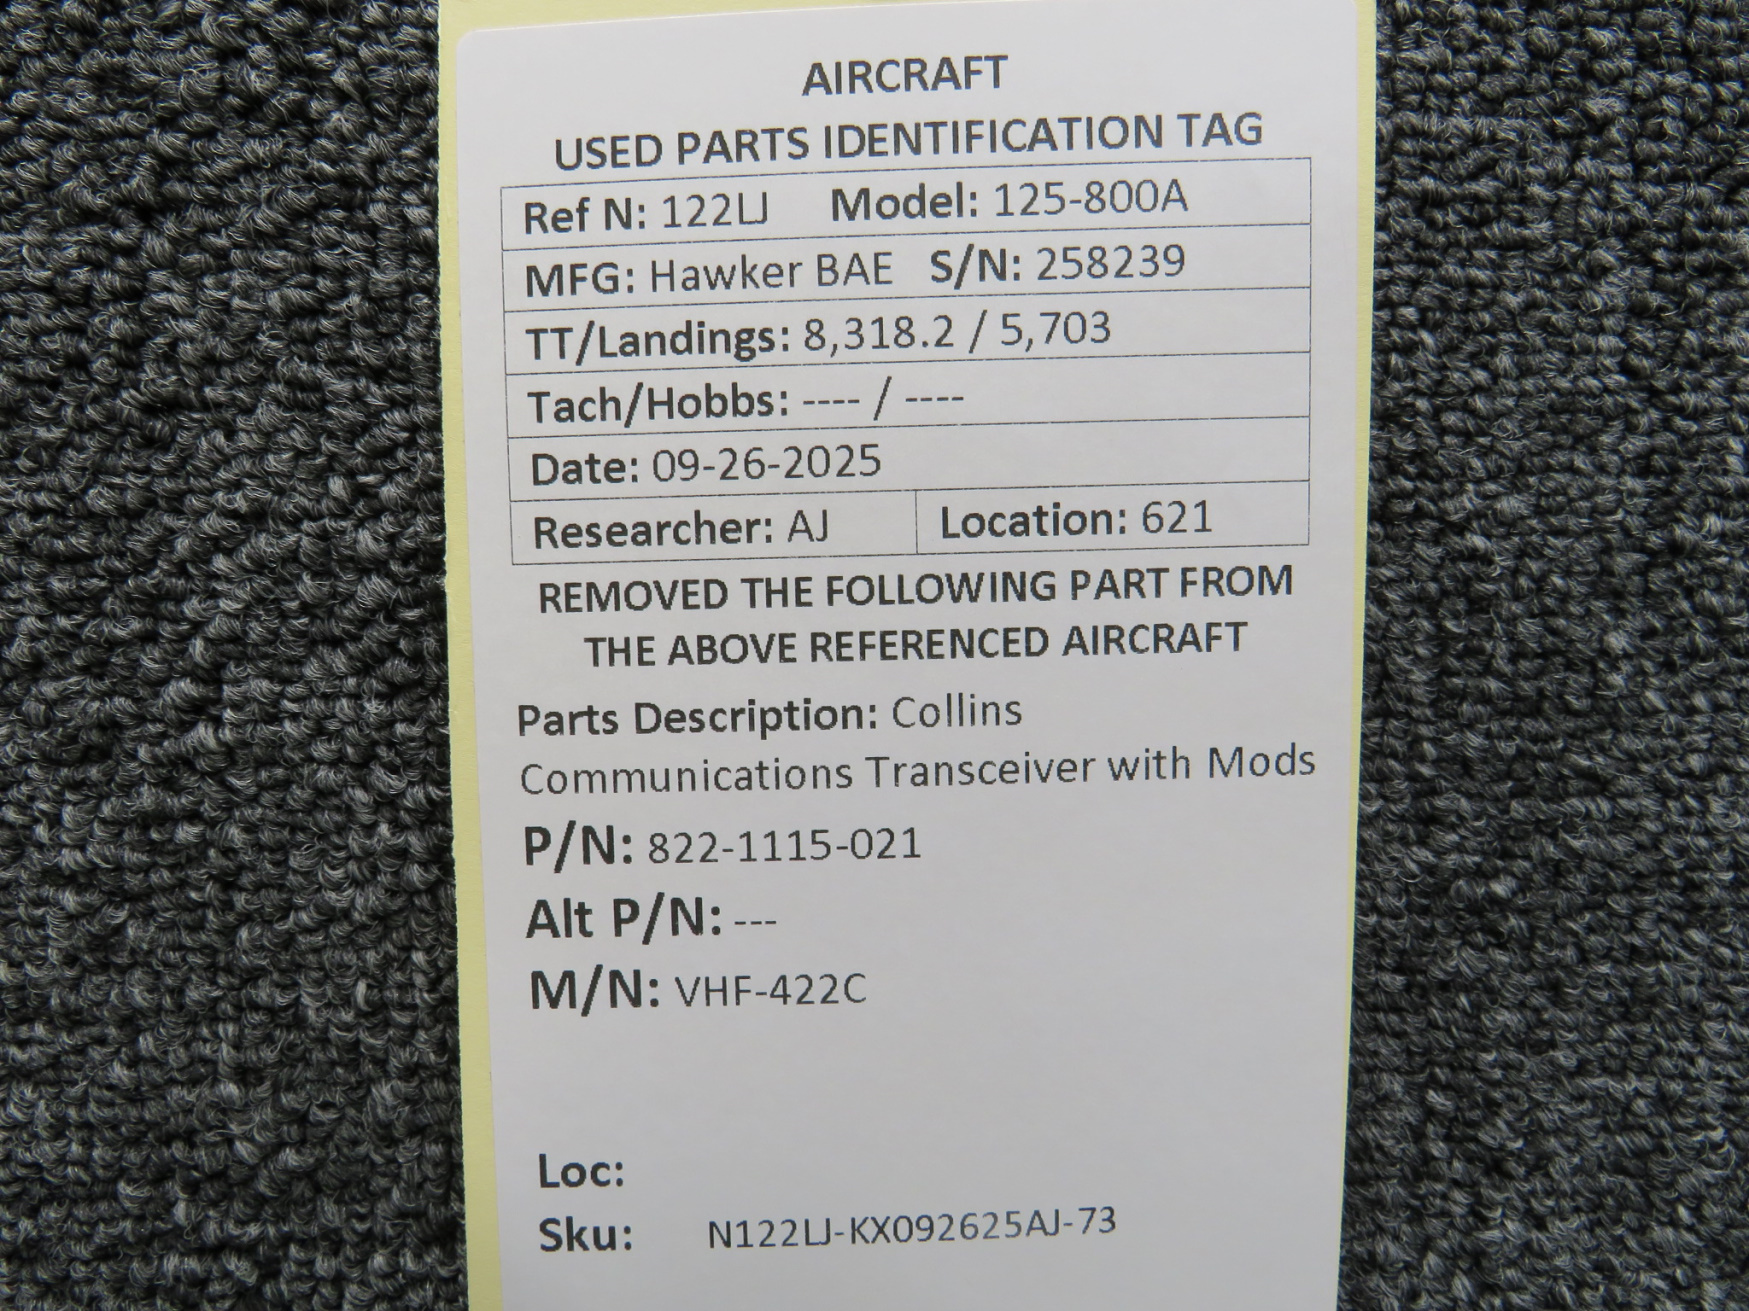 AIRCRAFT
USED PARTS IDENTIFICATION TAG
Ref N: 122LJ Model: 125-800A
MFG: Hawker BAE S/N: 258239
TT/Landings: 8,318.2 / 5,703
Tach/Hobbs: ---- / ----
Date: 09-26-2025
Researcher: AJ Location: 621
REMOVED THE FOLLOWING PART FROM
THE ABOVE REFERENCED AIRCRAFT
Parts Description: Collins
Communications Transceiver with Mods
P/N: 822-1115-021
Alt P/N: ---
M/N: VHF-422C
Loc:
Sku: N122LJ-KX092625AJ-73